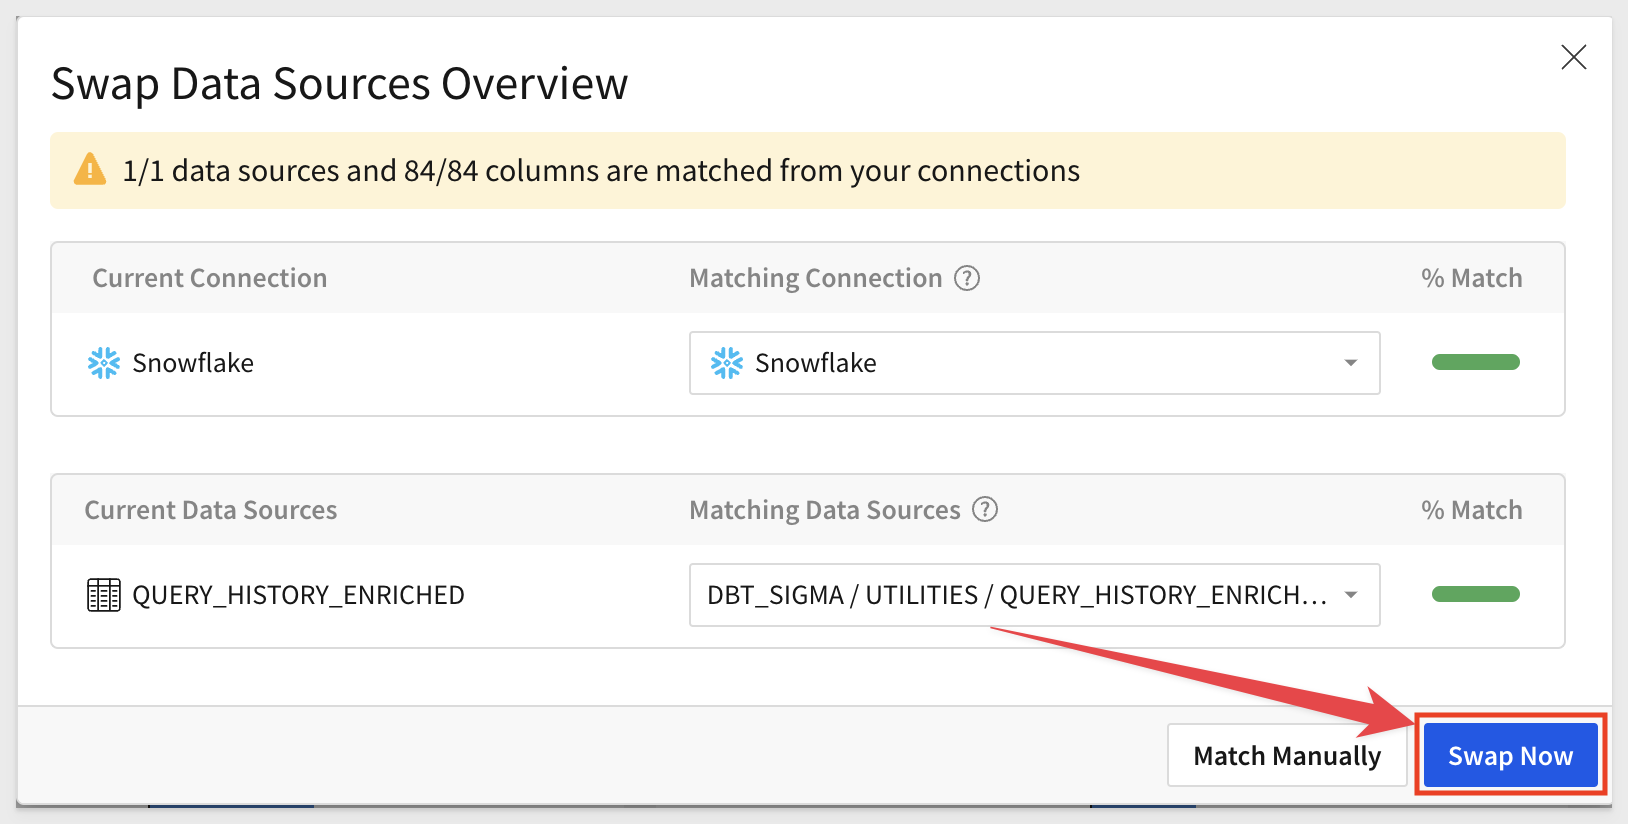 Swap Data Sources Overview
1/1 data sources and 84/84 columns are matched from your connections
Current Connection
Matching Connection ?
% Match
Snowflake
Snowflake
Current Data Sources
Matching Data Sources ?
% Match
QUERY_HISTORY_ENRICHED
DBT_SIGMA / UTILITIES / QUERY_HISTORY_ENRICH...
Match Manually
Swap Now